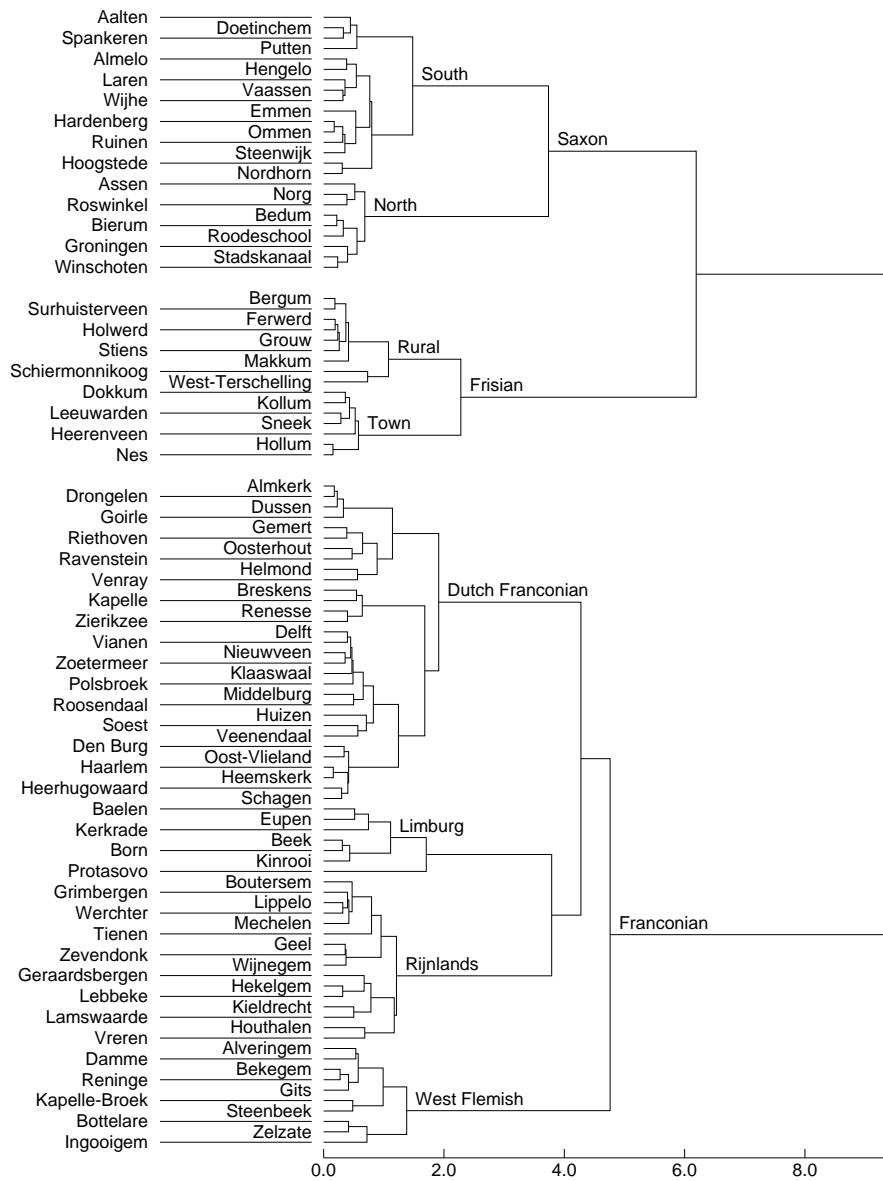 Aalten
Doetinchem
Spankeren
Putten
Almelo
Hengelo
Laren
Vaassen
Wijhe
Emmen
Hardenberg
Ommen
Ruinen
Steenwijk
Hoogstede
Nordhorn
Assen
Norg
Roswinkel
Bedum
Bierum
Roodeschool
Groningen
Stadskanaal
Winschoten
South
Saxon
North
Bergum
Surhuisterveen
Ferwerd
Holwerd
Grouw
Stiens
Makkum
Schiermonnikoog
West-Terschelling
Dokkum
Kollum
Leeuwarden
Sneek
Heerenveen
Hollum
Nes
Rural
Frisian
Town
Almkerk
Drongelen
Dussen
Goirle
Gemert
Riethoven
Oosterhout
Ravenstein
Helmond
Venray
Breskens
Kapelle
Renesse
Zierikzee
Delft
Vianen
Nieuwveen
Zoetermeer
Klaaswaal
Polsbroek
Middelburg
Roosendaal
Huizen
Soest
Veenendaal
Den Burg
Oost-Vlieland
Haarlem
Heemskerk
Heerhugowaard
Schagen
Baelen
Eupen
Kerkrade
Beek
Born
Kinrooi
Protasovo
Boutersem
Grimbergen
Lippelo
Werchter
Mechelen
Tienen
Geel
Zevendonk
Wijnegem
Geraardsbergen
Hekelgem
Lebbeke
Kieldrecht
Lamswaarde
Houthalen
Vreren
Alveringem
Damme
Bekegem
Reninge
Gits
Kapelle-Broek
Steenbeek
Bottelare
Zelzate
Ingooigem
Dutch Franconian
Limburg
Franconian
Rijnlands
West Flemish
0.0 2.0 4.0 6.0 8.0